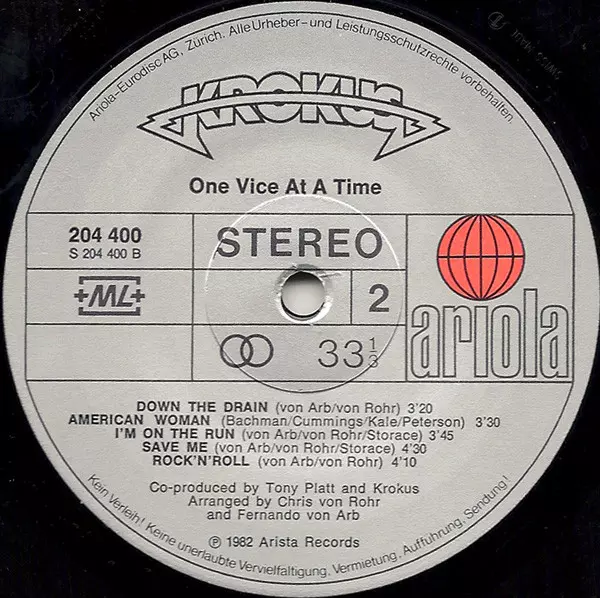 Ariola-Eurodisc AG, Zürich. Alle Urheber- und Leistungsschutzrechte vorbehalten.
KROKUS
One Vice At A Time
204 400
S 204 400 B
STEREO
+ML+
2
33 1/3
ariola
DOWN THE DRAIN (von Arb/von Rohr) 3'20
AMERICAN WOMAN (Bachman/Cummings/Kale/Peterson) 3'30
I'M ON THE RUN (von Arb/von Rohr/Storace) 3'45
SAVE ME (von Arb/von Rohr/Storace) 4'30
ROCK'N'ROLL (von Arb/von Rohr) 4'10
Co-produced by Tony Platt and Krokus
Arranged by Chris von Rohr
and Fernando von Arb
℗ 1982 Arista Records
Kein Verleih! Keine unerlaubte Vervielfältigung, Vermietung, Aufführung, Sendung!